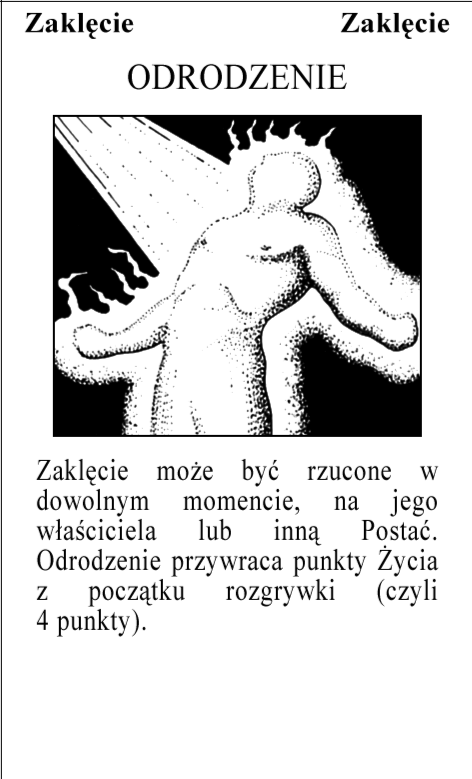 Zaklęcie Zaklęcie
ODRODZENIE
Zaklęcie może być rzucone w
dowolnym momencie, na jego
właściciela lub inną Postać.
Odrodzenie przywraca punkty Życia
z początku rozgrywki (czyli
4 punkty).